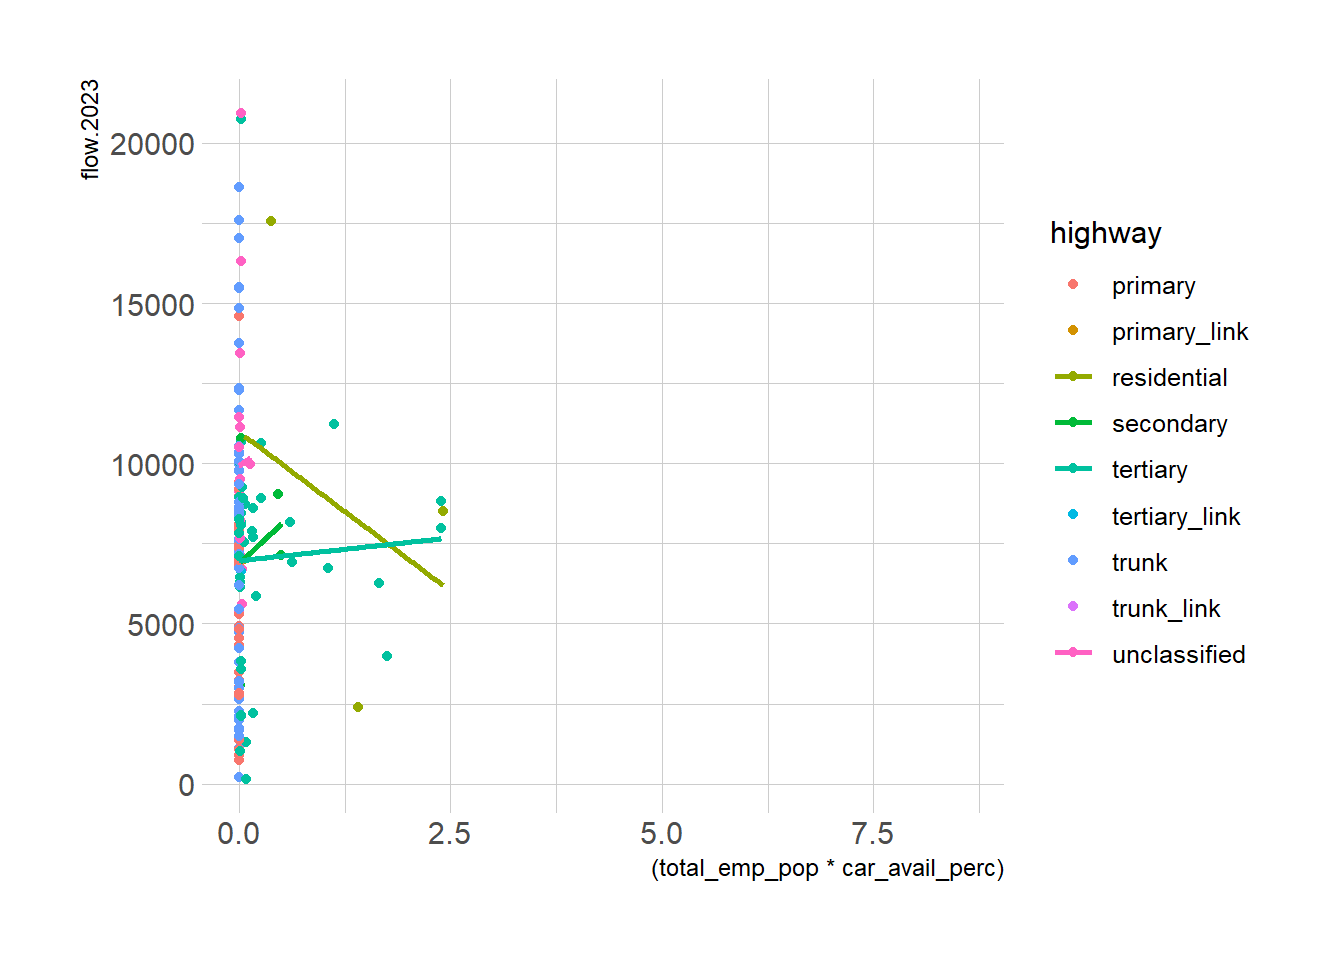 flow.2023
20000
15000
10000
5000
0
0.0 2.5 5.0 7.5
(total_emp_pop * car_avail_perc)
highway
primary
primary_link
residential
secondary
tertiary
tertiary_link
trunk
trunk_link
unclassified